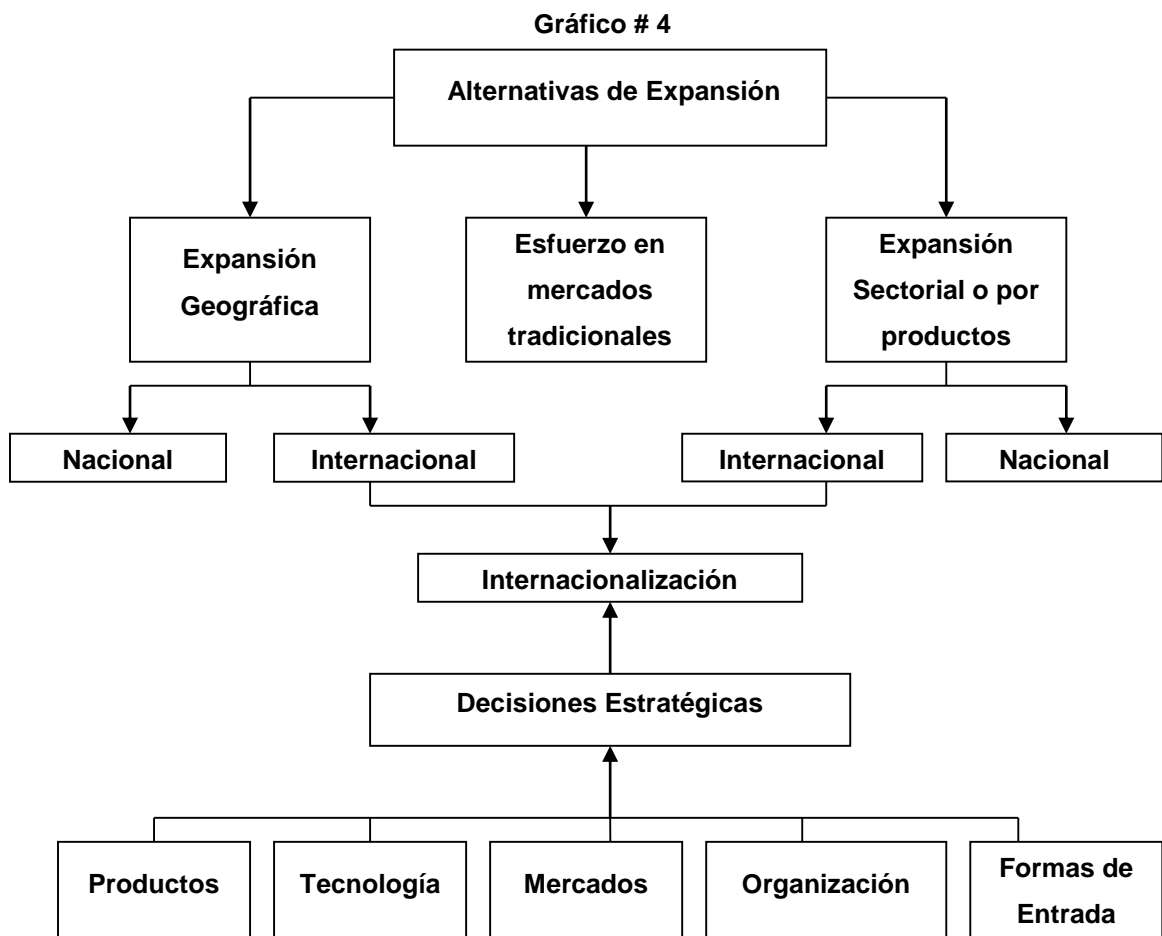 Gráfico # 4
Alternativas de Expansión
Expansión
Geográfica
Esfuerzo en
mercados
tradicionales
Expansión
Sectorial o por
productos
Nacional
Internacional
Internacional
Nacional
Internacionalización
Decisiones Estratégicas
Productos
Tecnología
Mercados
Organización
Formas de
Entrada